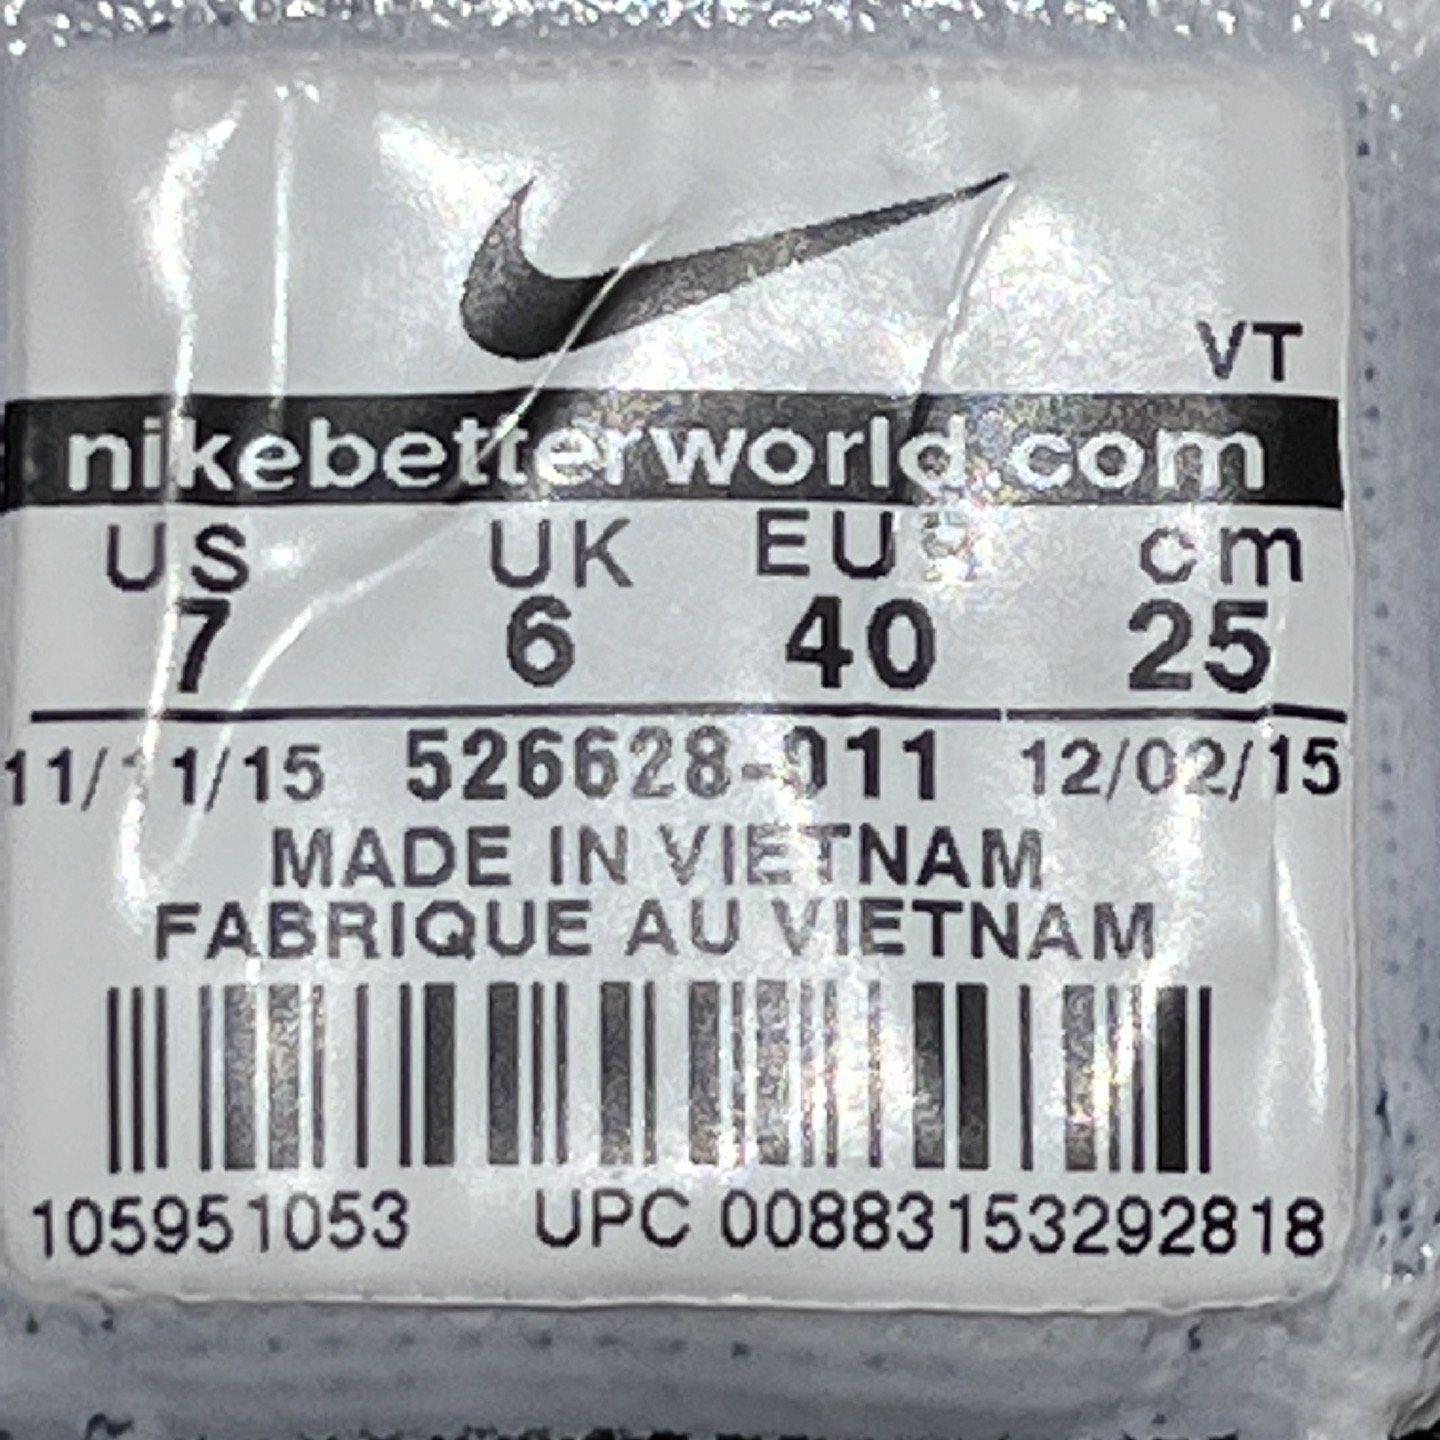 VT
nikebetterworld.com
US UK EUR cm
7 6 40 25
11/11/15 526628-011 12/02/15
MADE IN VIETNAM
FABRIQUE AU VIETNAM
105951053 UPC 00883153292818